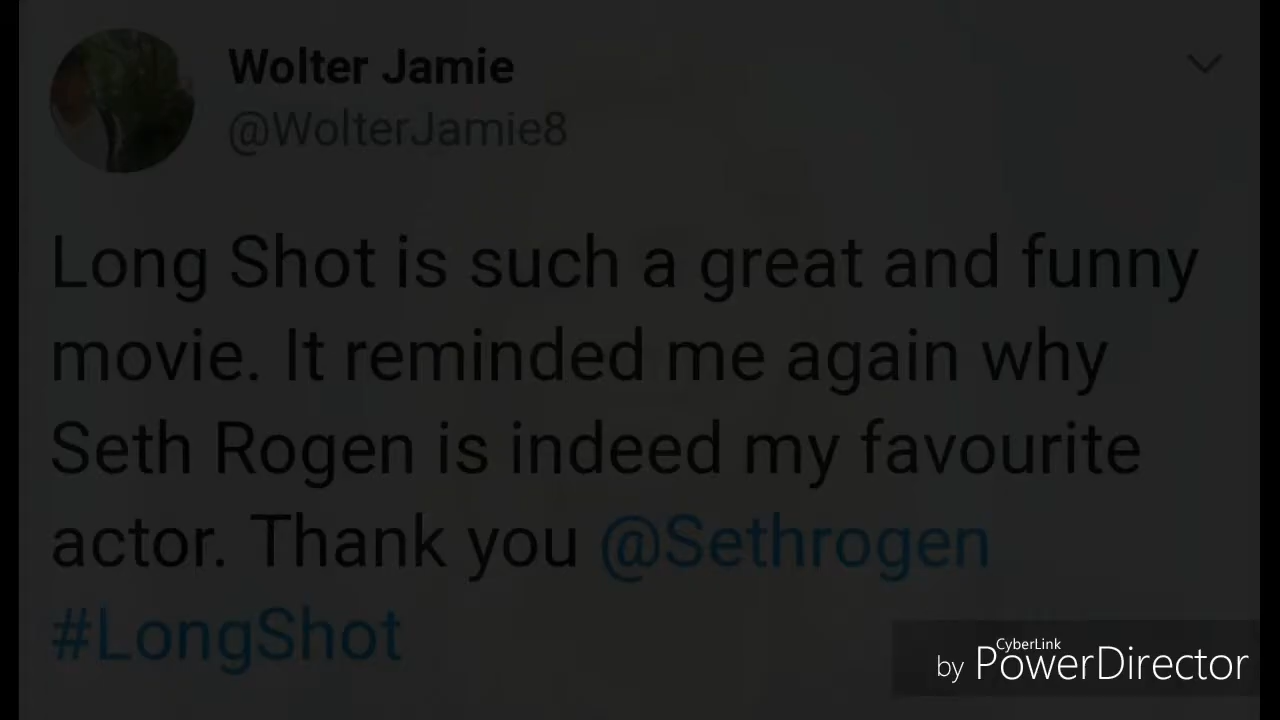 Wolter Jamie
@WolterJamie8
Long Shot is such a great and funny
movie. It reminded me again why
Seth Rogen is indeed my favourite
actor. Thank you @Sethrogen
#LongShot
CyberLink
by PowerDirector